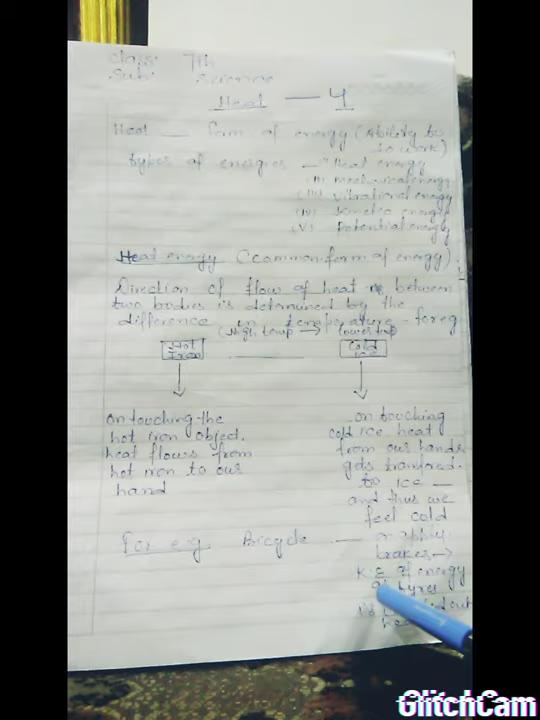 Class: 7th
Sub: Science
Heat — 4
Heat — form of energy (Ability to
do work)
types of energies — (i) Heat energy
(ii) mechanical energy
(iii) Vibrational energy
(iv) kinetic energy
(v) Potential energy
Heat energy (common form of energy)
Direction of flow of heat between
two bodies is determined by the
difference in temperature - for eg
(High temp → lower temp)
Hot Iron — Cold ice
on touching the
hot iron object.
heat flows from
hot iron to our
hand
on touching
cold ice heat
from our hands
gets tranfered.
to ice —
and thus we
feel cold
For e.g Bicycle — on apply
brakes →
K.E of energy
of tyres